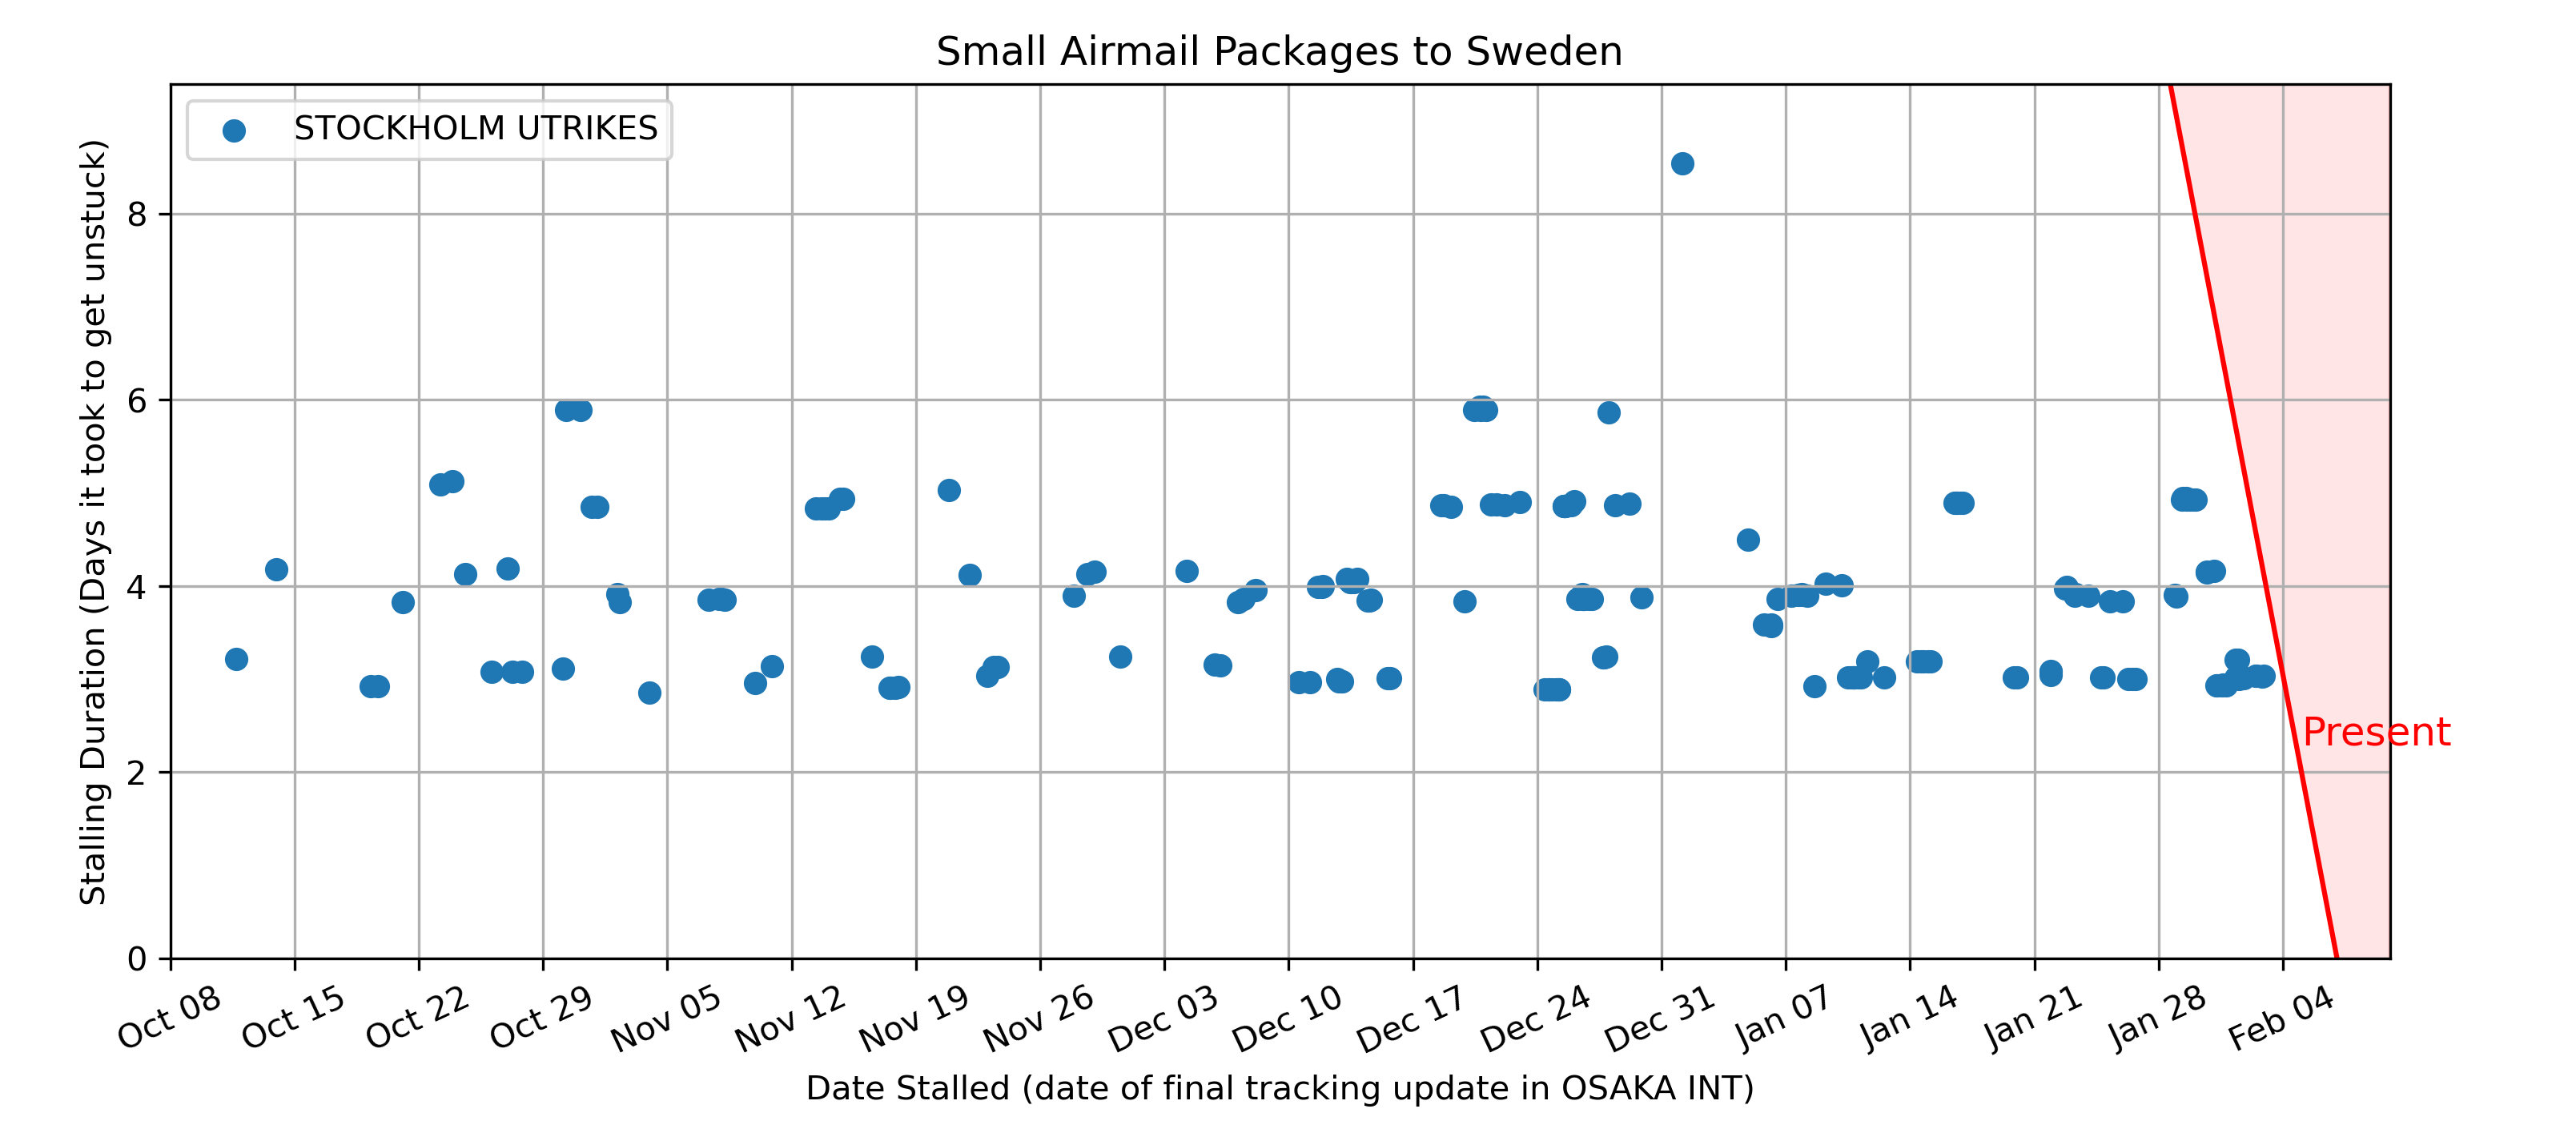 Small Airmail Packages to Sweden
STOCKHOLM UTRIKES
Stalling Duration (Days it took to get unstuck)
8
6
4
2
0
Present
Oct 08 Oct 15 Oct 22 Oct 29 Nov 05 Nov 12 Nov 19 Nov 26 Dec 03 Dec 10 Dec 17 Dec 24 Dec 31 Jan 07 Jan 14 Jan 21 Jan 28 Feb 04
Date Stalled (date of final tracking update in OSAKA INT)